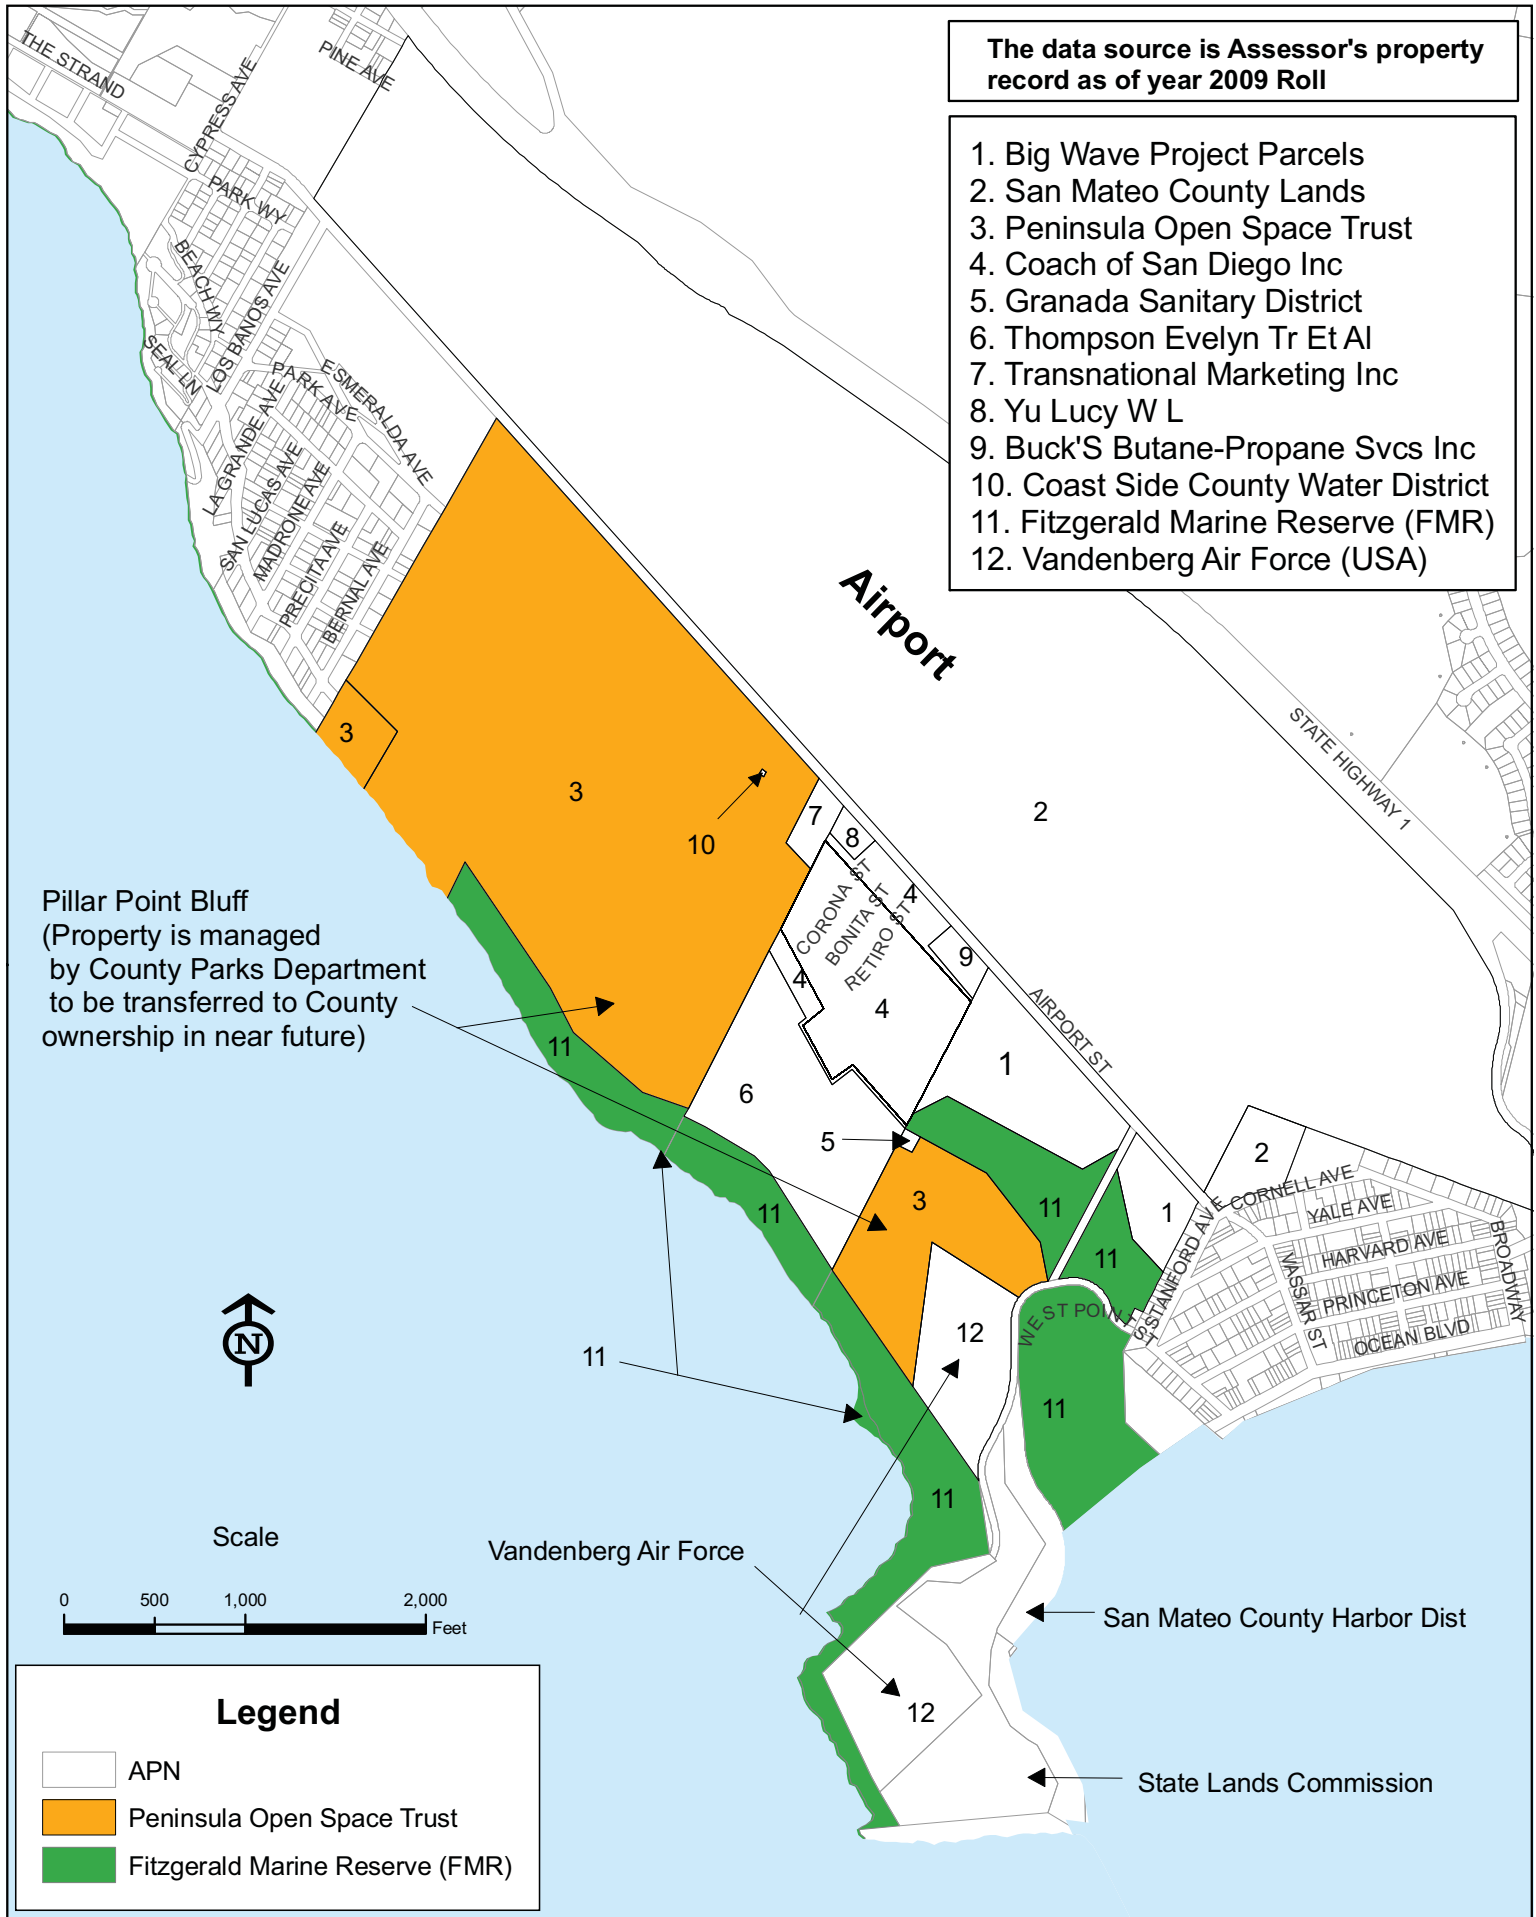 The data source is Assessor's property
record as of year 2009 Roll
1. Big Wave Project Parcels
2. San Mateo County Lands
3. Peninsula Open Space Trust
4. Coach of San Diego Inc
5. Granada Sanitary District
6. Thompson Evelyn Tr Et Al
7. Transnational Marketing Inc
8. Yu Lucy W L
9. Buck'S Butane-Propane Svcs Inc
10. Coast Side County Water District
11. Fitzgerald Marine Reserve (FMR)
12. Vandenberg Air Force (USA)
THE STRAND
PINE AVE
CYPRESS AVE
PARK WY
BEACH WY
LOS BANOS AVE
SEAL LN
PARK AVE
ESMERALDA AVE
LA GRANDE AVE
SAN LUCAS AVE
MADRONE AVE
PRECITA AVE
BERNAL AVE
Airport
STATE HIGHWAY 1
3
3
10
2
7
8
4
CORONA ST
BONITA ST
RETIRO ST
9
4
4
AIRPORT ST
Pillar Point Bluff
(Property is managed
by County Parks Department
to be transferred to County
ownership in near future)
11
1
6
5
2
3
11
11
1
11
CORNELL AVE
YALE AVE
HARVARD AVE
PRINCETON AVE
OCEAN BLVD
BROADWAY
VASSAR ST
STANFORD AVE
WEST POINT ST
N
12
11
11
11
Scale
0
500
1,000
2,000
Feet
Vandenberg Air Force
San Mateo County Harbor Dist
12
State Lands Commission
Legend
APN
Peninsula Open Space Trust
Fitzgerald Marine Reserve (FMR)